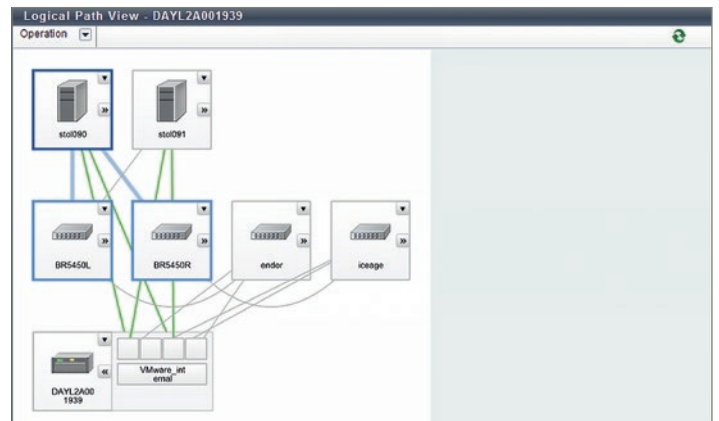 Logical Path View - DAYL2A001939
Operation
stol090
stol091
BR5450L
BR5450R
endor
iceage
DAYL2A00
1939
VMware_int
ernal